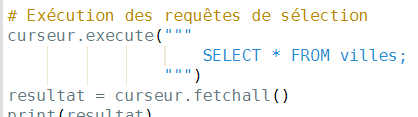 # Exécution des requêtes de sélection
curseur.execute("""
SELECT * FROM villes;
""")
resultat = curseur.fetchall()
print(resultat)